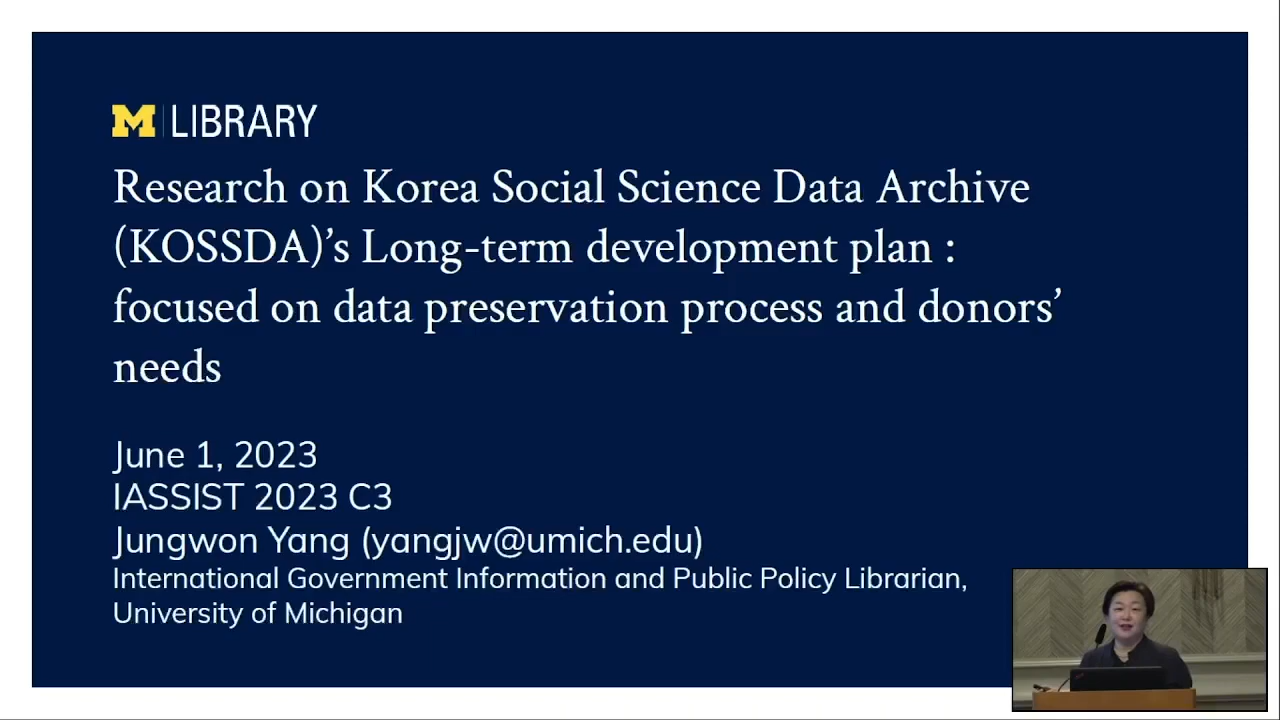 M LIBRARY
Research on Korea Social Science Data Archive
(KOSSDA)’s Long-term development plan :
focused on data preservation process and donors’
needs
June 1, 2023
IASSIST 2023 C3
Jungwon Yang (yangjw@umich.edu)
International Government Information and Public Policy Librarian,
University of Michigan